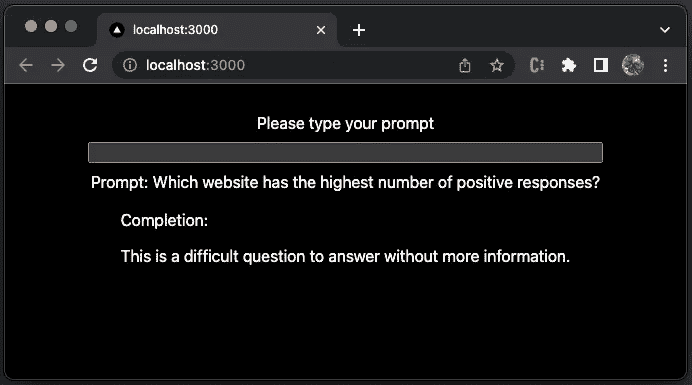 localhost:3000
localhost:3000
Please type your prompt
Prompt: Which website has the highest number of positive responses?
Completion:
This is a difficult question to answer without more information.